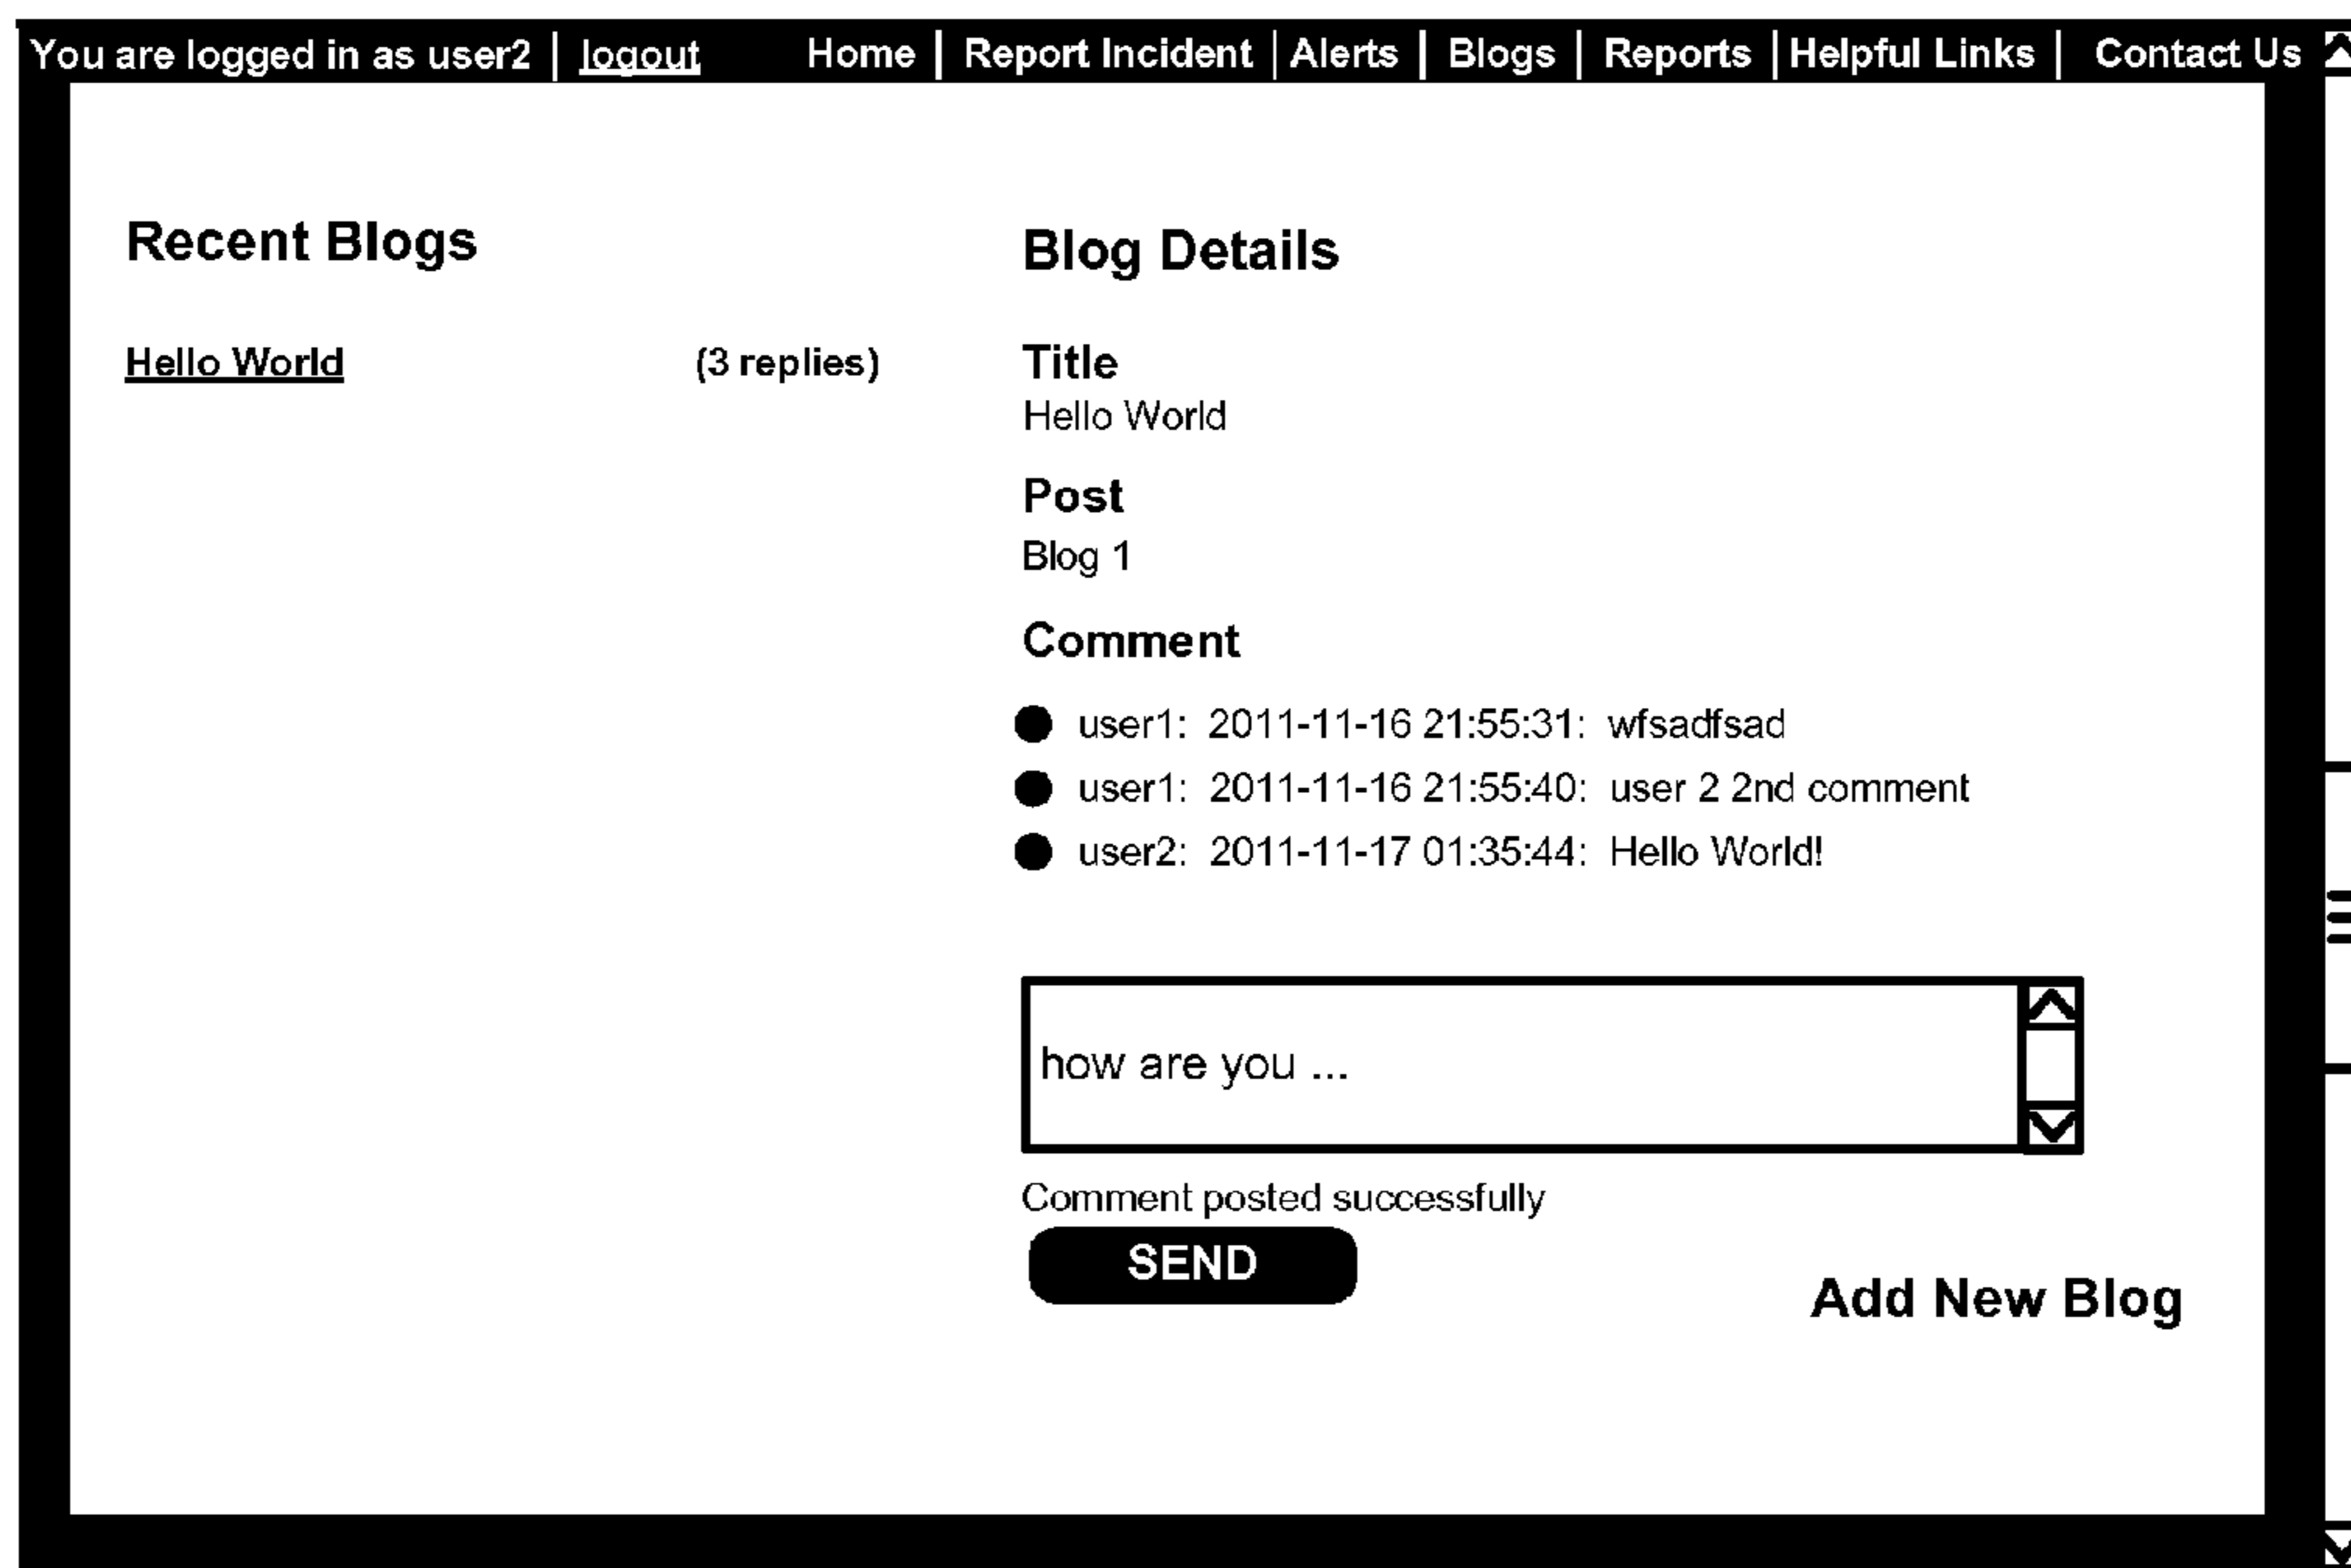 You are logged in as user2 | logout Home | Report Incident | Alerts | Blogs | Reports | Helpful Links | Contact Us
Recent Blogs
Hello World (3 replies)
Blog Details
Title
Hello World
Post
Blog 1
Comment
user1: 2011-11-16 21:55:31: wfsadfsad
user1: 2011-11-16 21:55:40: user 2 2nd comment
user2: 2011-11-17 01:35:44: Hello World!
how are you ...
Comment posted successfully
SEND
Add New Blog